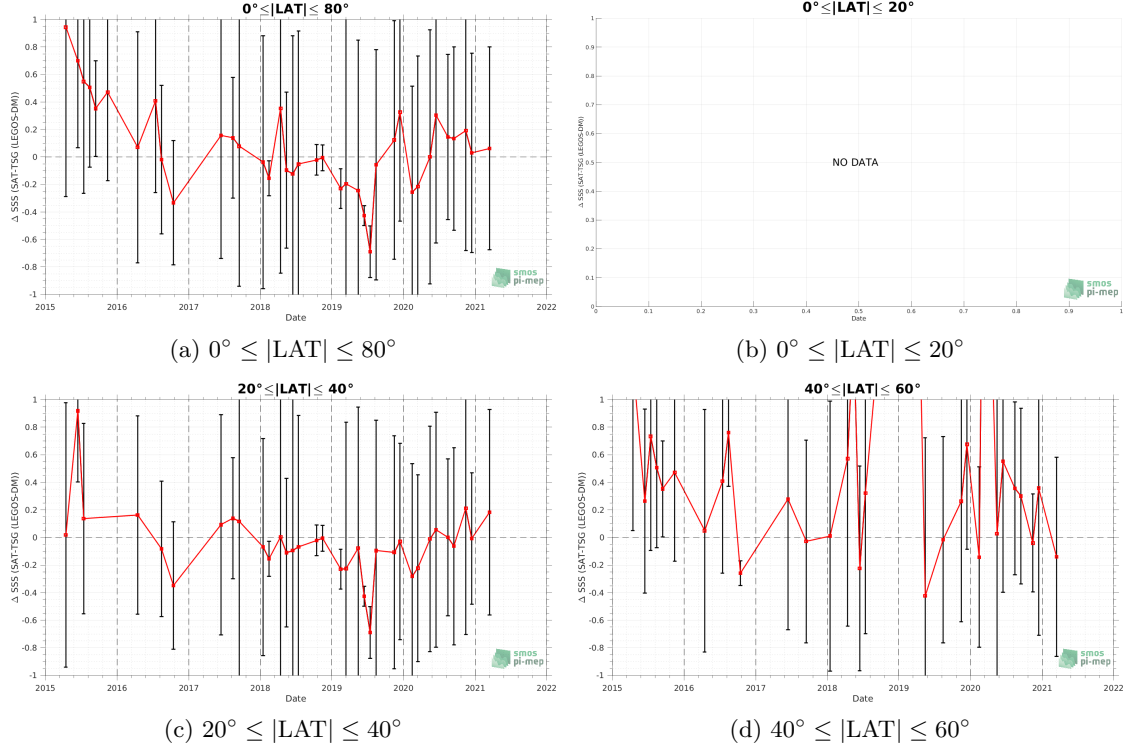 0°≤|LAT|≤ 80°
Δ SSS (SAT-TSG (LEGOS-DM))
1
0.8
0.6
0.4
0.2
0
-0.2
-0.4
-0.6
-0.8
-1
2015 2016 2017 2018 2019 2020 2021 2022
Date
smos
pi-mep
(a) 0° ≤ |LAT| ≤ 80°
0°≤|LAT|≤ 20°
Δ SSS (SAT-TSG (LEGOS-DM))
1
0.9
0.8
0.7
0.6
0.5
0.4
0.3
0.2
0.1
0
NO DATA
0 0.1 0.2 0.3 0.4 0.5 0.6 0.7 0.8 0.9 1
Date
smos
pi-mep
(b) 0° ≤ |LAT| ≤ 20°
20°≤|LAT|≤ 40°
Δ SSS (SAT-TSG (LEGOS-DM))
1
0.8
0.6
0.4
0.2
0
-0.2
-0.4
-0.6
-0.8
-1
2015 2016 2017 2018 2019 2020 2021 2022
Date
smos
pi-mep
(c) 20° ≤ |LAT| ≤ 40°
40°≤|LAT|≤ 60°
Δ SSS (SAT-TSG (LEGOS-DM))
1
0.8
0.6
0.4
0.2
0
-0.2
-0.4
-0.6
-0.8
-1
2015 2016 2017 2018 2019 2020 2021 2022
Date
smos
pi-mep
(d) 40° ≤ |LAT| ≤ 60°